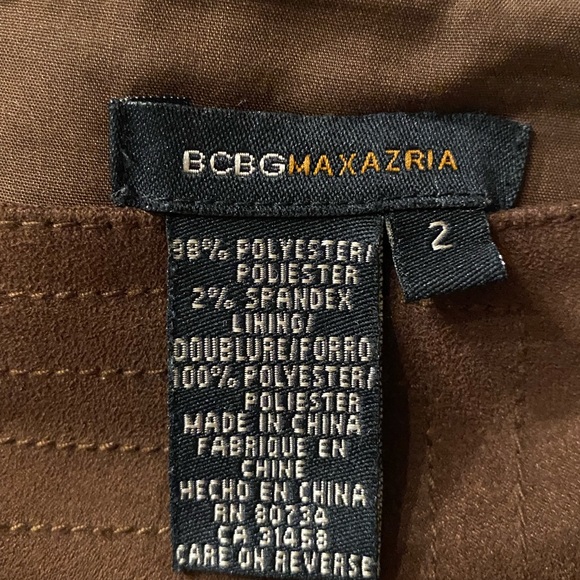 BCBGMAXAZRIA
2
98% POLYESTER/
POLIESTER
2% SPANDEX
LINING/
DOUBLURE/FORRO
100% POLYESTER/
POLIESTER
MADE IN CHINA
FABRIQUE EN
CHINE
HECHO EN CHINA
RN 80734
CA 31458
CARE ON REVERSE